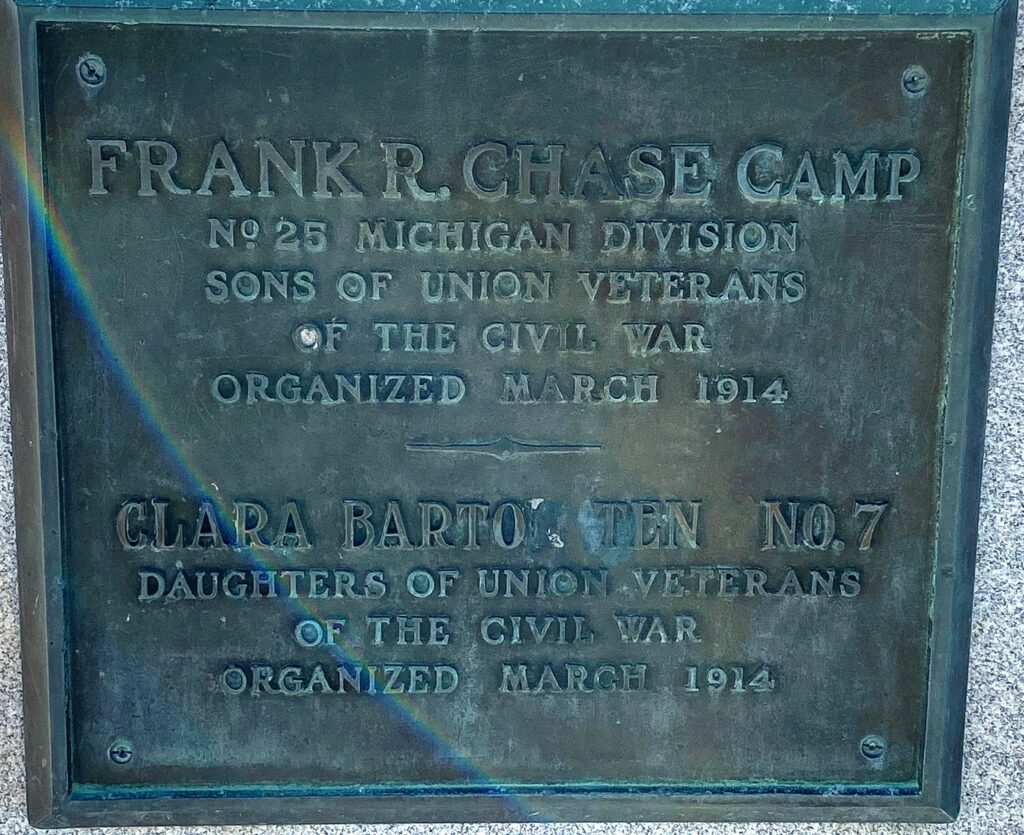 FRANK R. CHASE CAMP
Nº 25 MICHIGAN DIVISION
SONS OF UNION VETERANS
OF THE CIVIL WAR
ORGANIZED MARCH 1914
CLARA BARTON TEN NO. 7
DAUGHTERS OF UNION VETERANS
OF THE CIVIL WAR
ORGANIZED MARCH 1914